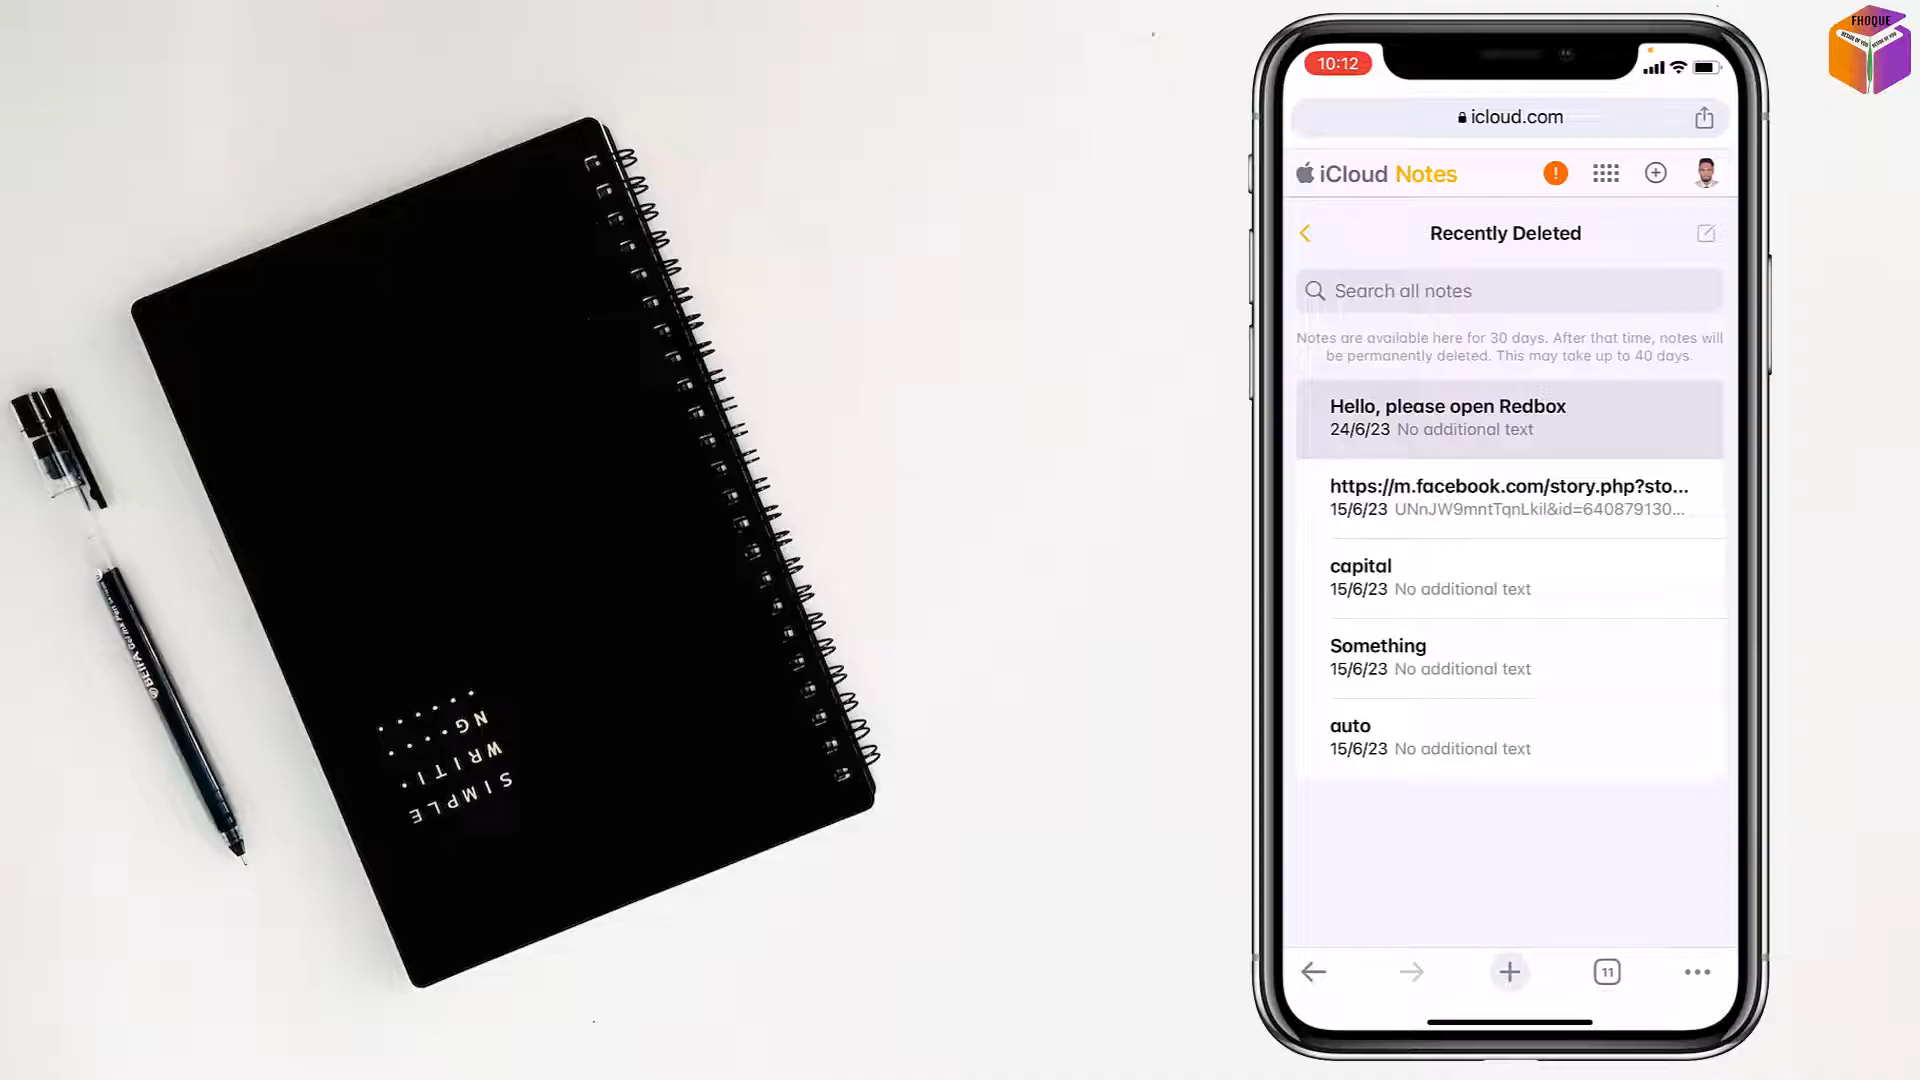 FHOQUE
10:12
icloud.com
iCloud Notes
Recently Deleted
Search all notes
Notes are available here for 30 days. After that time, notes will
be permanently deleted. This may take up to 40 days.
Hello, please open Redbox
24/6/23 No additional text
https://m.facebook.com/story.php?sto...
15/6/23 UNnJW9mntTqnLkil&id=640879130...
capital
15/6/23 No additional text
Something
15/6/23 No additional text
auto
15/6/23 No additional text
11
SIMPLE
WRITI
NG